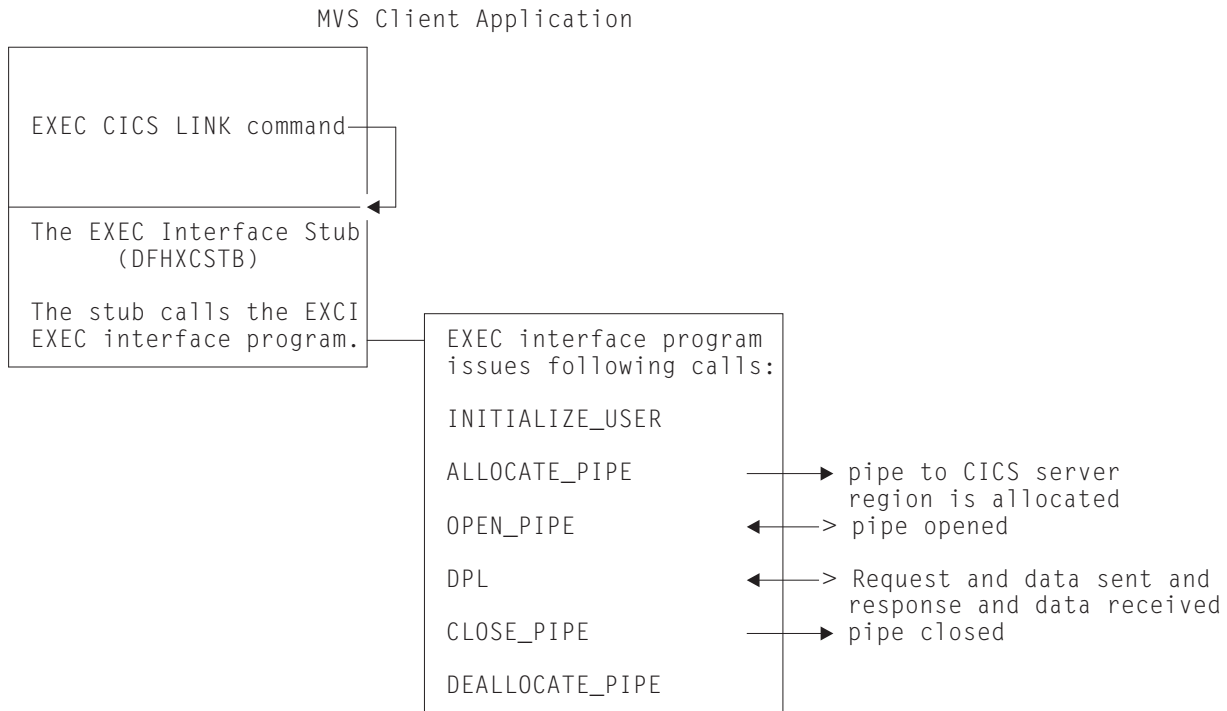 MVS Client Application
EXEC CICS LINK command
The EXEC Interface Stub
(DFHXCSTB)
The stub calls the EXCI
EXEC interface program.
EXEC interface program
issues following calls:
INITIALIZE_USER
ALLOCATE_PIPE
pipe to CICS server
region is allocated
OPEN_PIPE
> pipe opened
DPL
> Request and data sent and
response and data received
CLOSE_PIPE
pipe closed
DEALLOCATE_PIPE